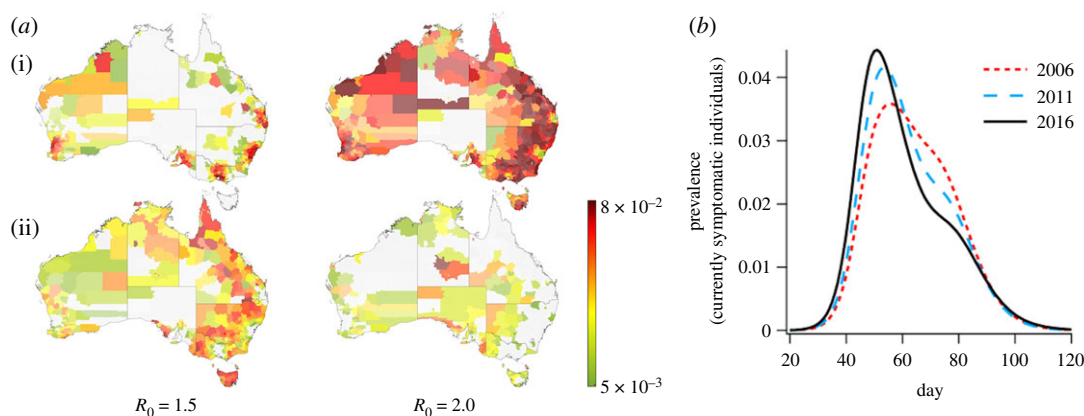 (a)
(i)
(ii)
8 × 10⁻²
5 × 10⁻³
R₀ = 1.5
R₀ = 2.0
(b)
prevalence
(currently symptomatic individuals)
0.04
0.03
0.02
0.01
0
20 40 60 80 100 120
day
2006
2011
2016